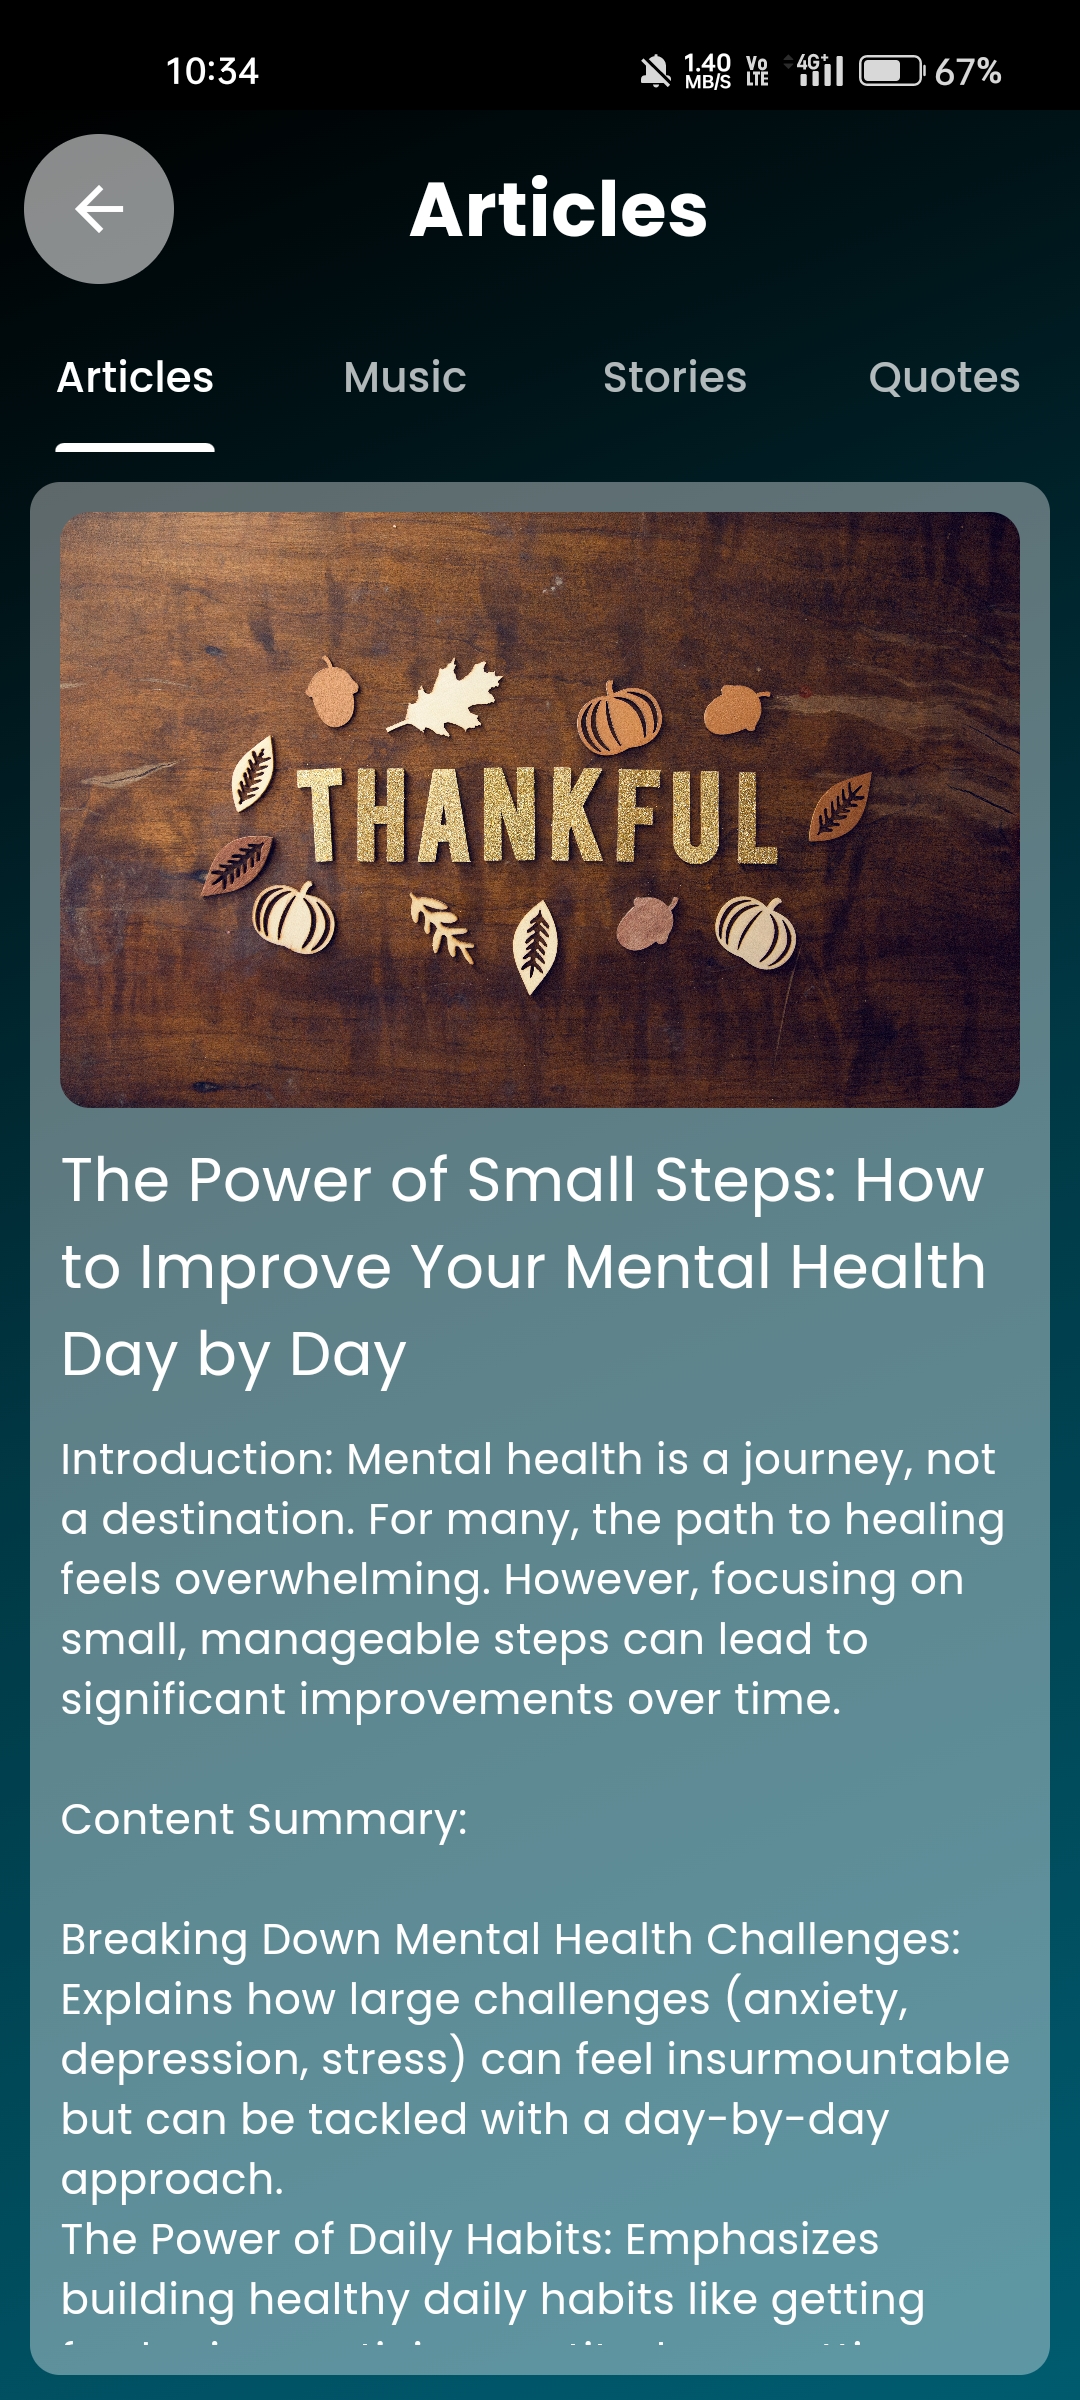 10:34
1.40
MB/S
Vo
LTE
4G+
67%
Articles
Articles
Music
Stories
Quotes
THANKFUL
The Power of Small Steps: How
to Improve Your Mental Health
Day by Day
Introduction: Mental health is a journey, not
a destination. For many, the path to healing
feels overwhelming. However, focusing on
small, manageable steps can lead to
significant improvements over time.
Content Summary:
Breaking Down Mental Health Challenges:
Explains how large challenges (anxiety,
depression, stress) can feel insurmountable
but can be tackled with a day-by-day
approach.
The Power of Daily Habits: Emphasizes
building healthy daily habits like getting